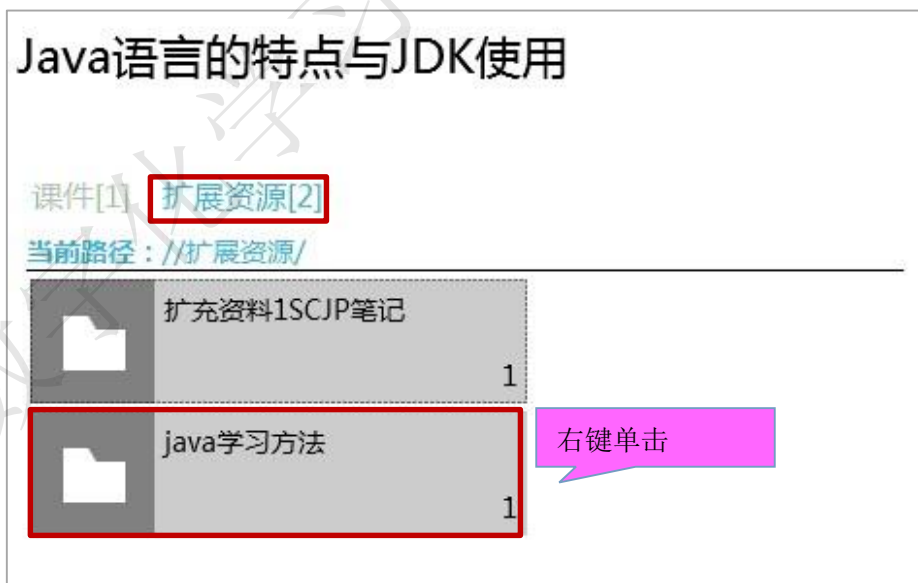 Java语言的特点与JDK使用
课件[1] 扩展资源[2]
当前路径：//扩展资源/
扩充资料1SCJP笔记
1
java学习方法
右键单击
1